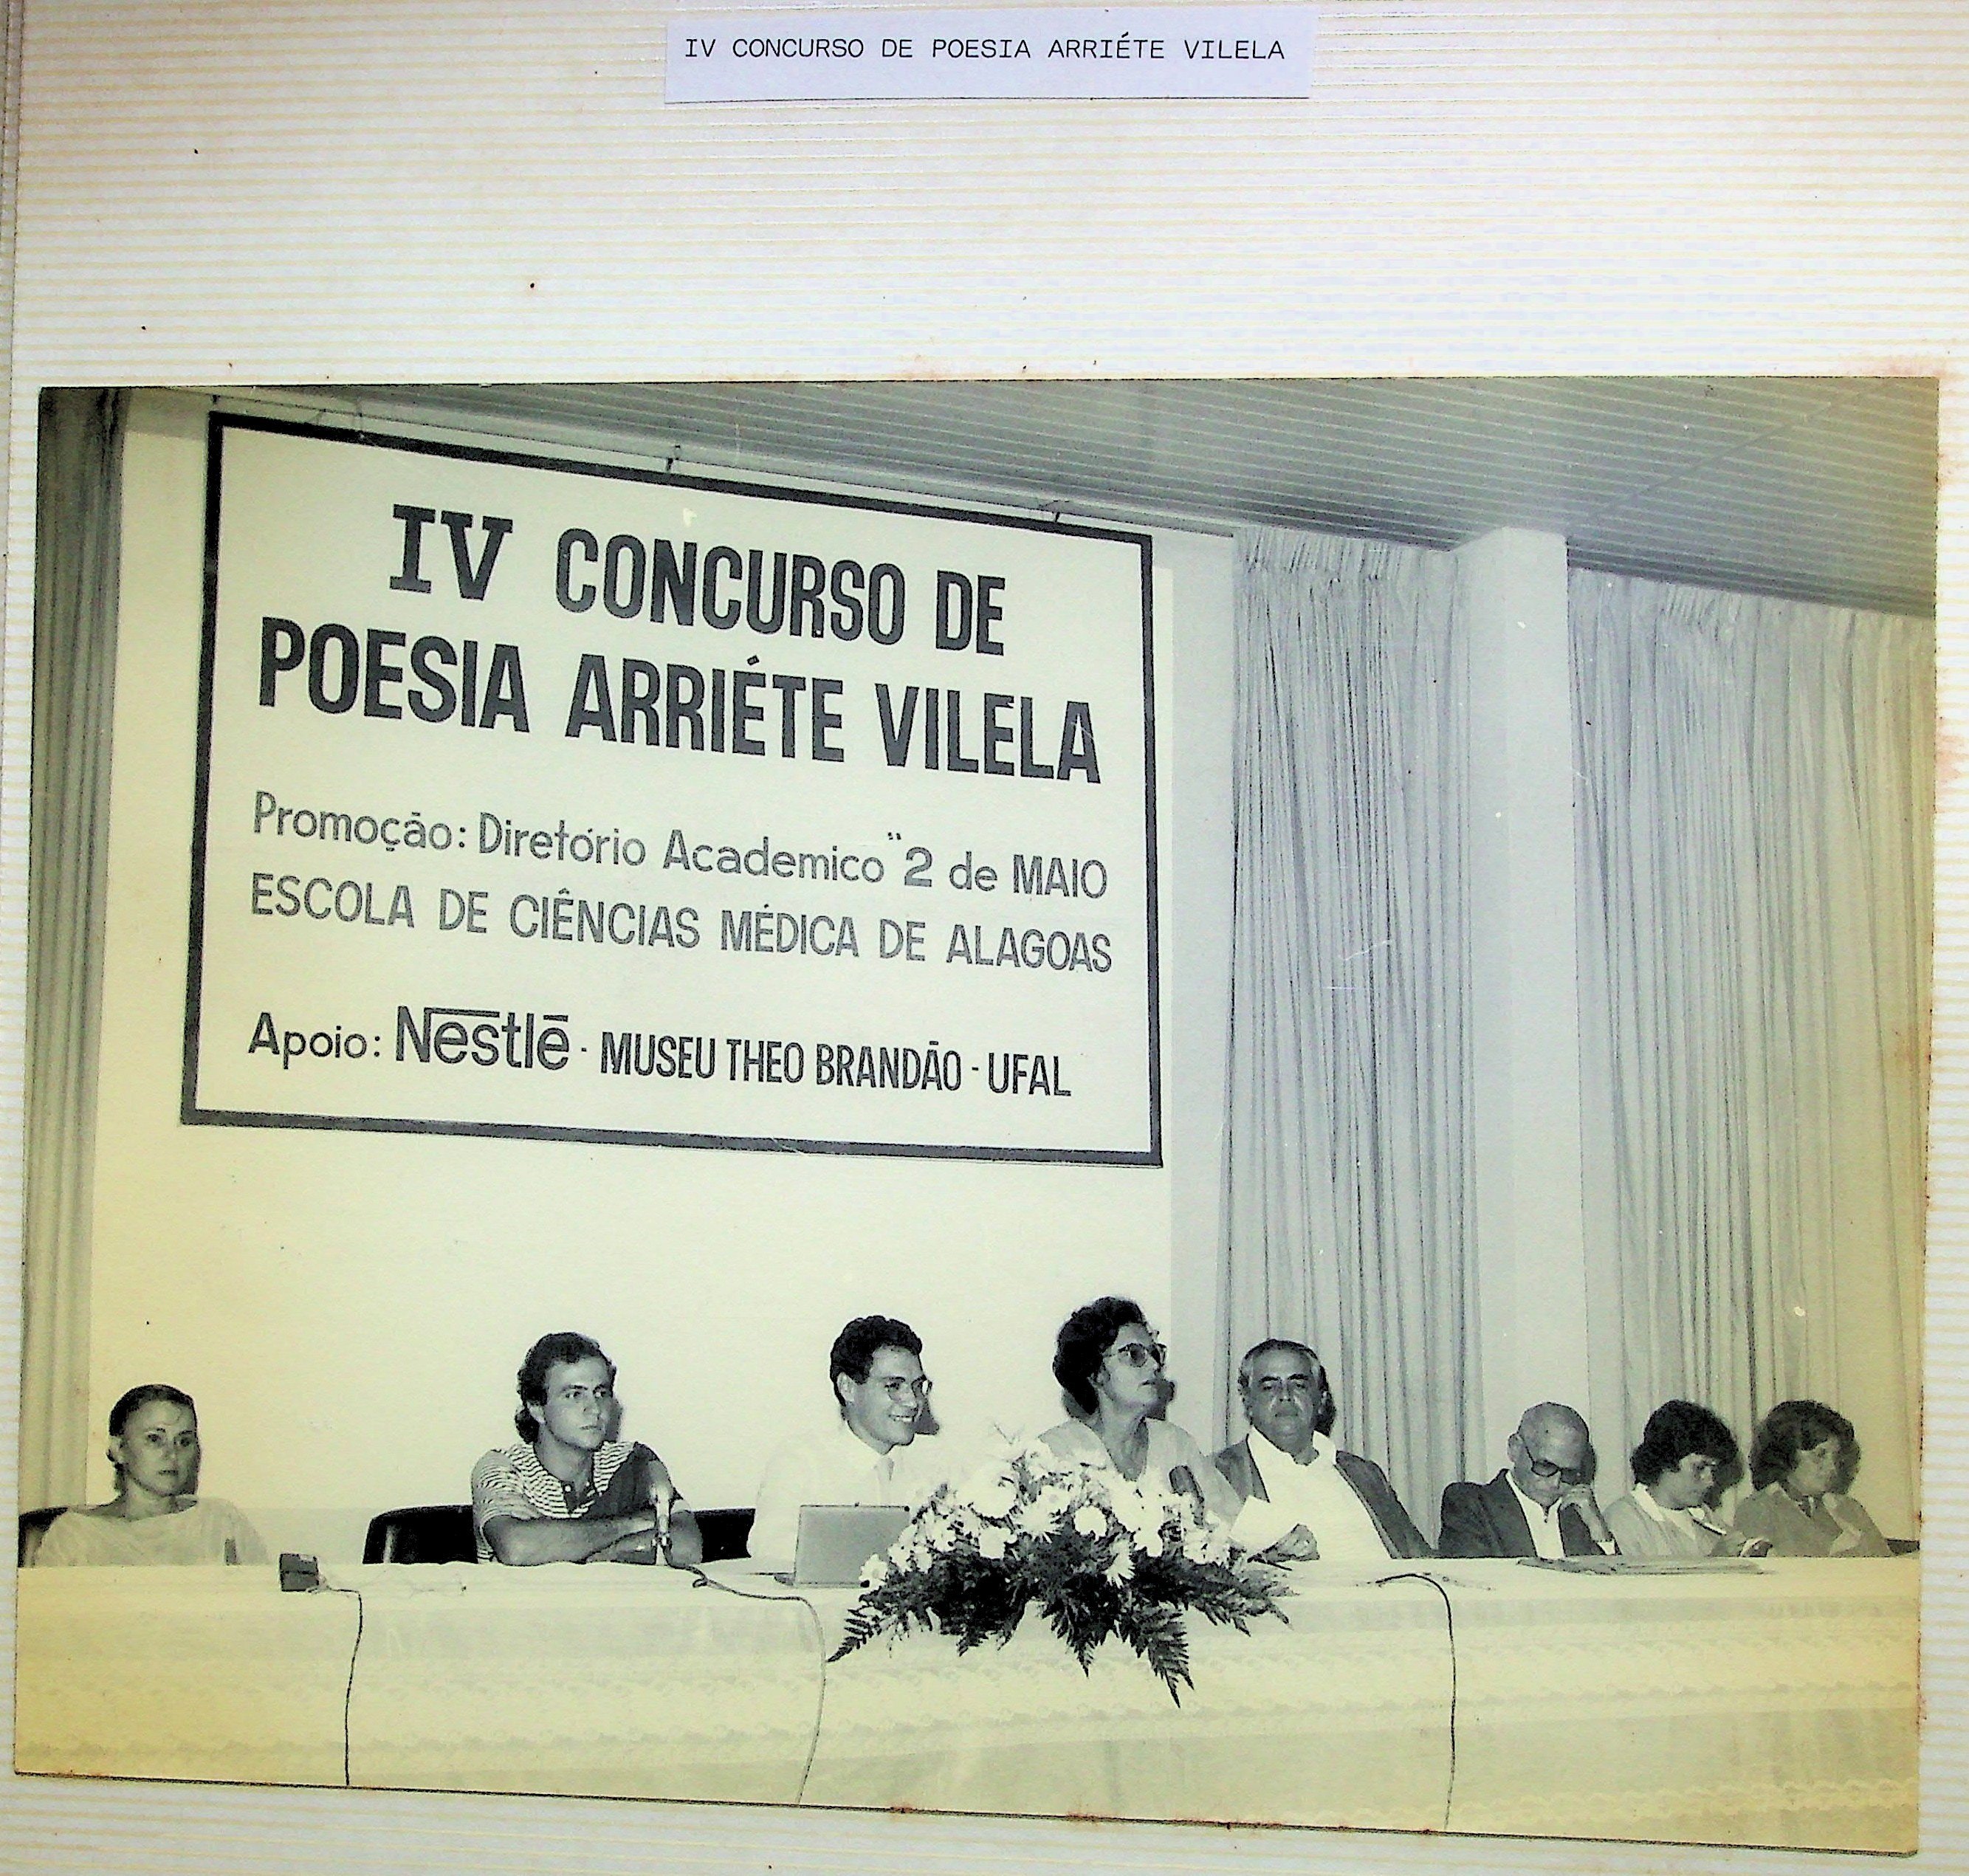 IV CONCURSO DE POESIA ARRIÉTE VILELA
IV CONCURSO DE
POESIA ARRIÉTE VILELA
Promoção: Diretório Academico "2 de MAIO
ESCOLA DE CIÊNCIAS MÉDICA DE ALAGOAS
Apoio: Nestlē - MUSEU THEO BRANDÃO - UFAL